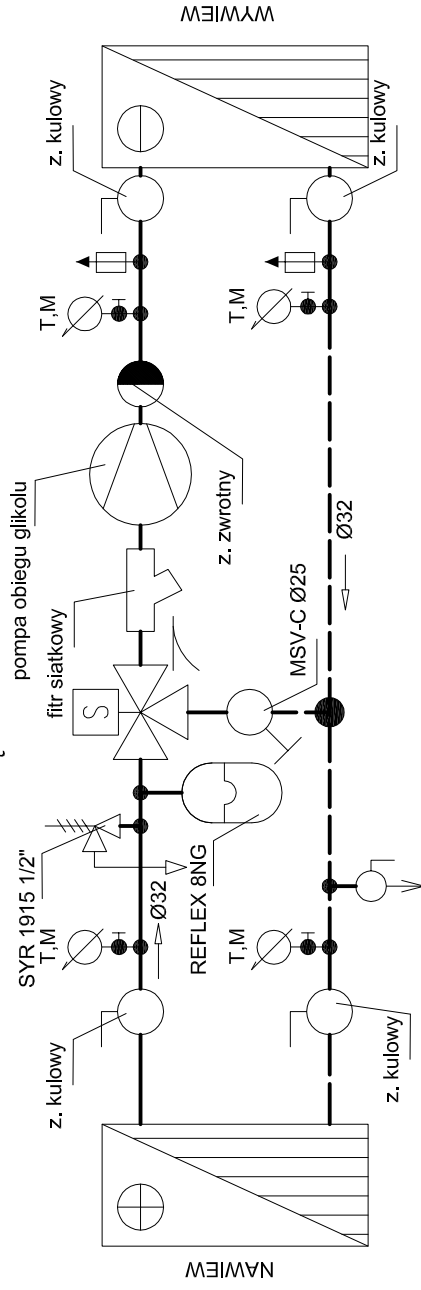 WYWIEW
z. kulowy
z. kulowy
T,M
T,M
pompa obiegu glikolu
z. zwrotny
fitr siatkowy
Ø32
MSV-C Ø25
S
SYR 1915 1/2"
REFLEX 8NG
T,M
Ø32
T,M
z. kulowy
z. kulowy
NAWIEW